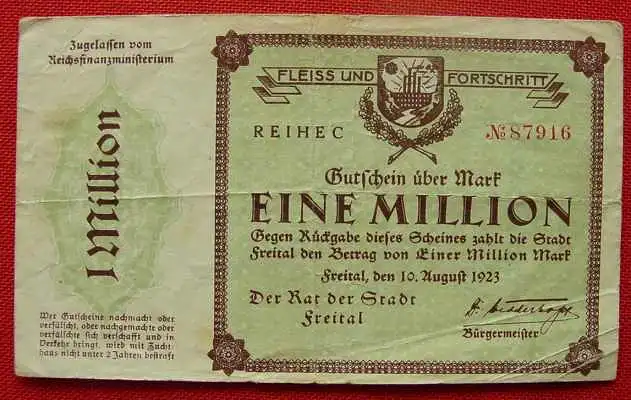 Zugelassen vom
Reichsfinanzministerium
1 Million
Wer Gutscheine nachmacht oder
verfälscht, oder nachgemachte oder
verfälschte sich verschafft und in
Verkehr bringt, wird mit Zucht
haus nicht unter 2 Jahren bestraft
FLEISS UND FORTSCHRITT
REIHE C № 87916
Gutschein über Mark
EINE MILLION
Gegen Rückgabe dieses Scheines zahlt die Stadt
Freital den Betrag von Einer Million Mark
Freital, den 10. August 1923
Der Rat der Stadt
Freital
Bürgermeister